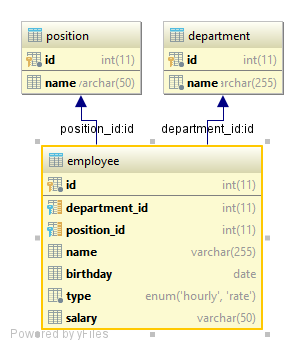 position
id int(11)
name varchar(50)
department
id int(11)
name varchar(255)
position_id:id
department_id:id
employee
id int(11)
department_id int(11)
position_id int(11)
name varchar(255)
birthday date
type enum('hourly', 'rate')
salary varchar(50)
Powered by yFiles